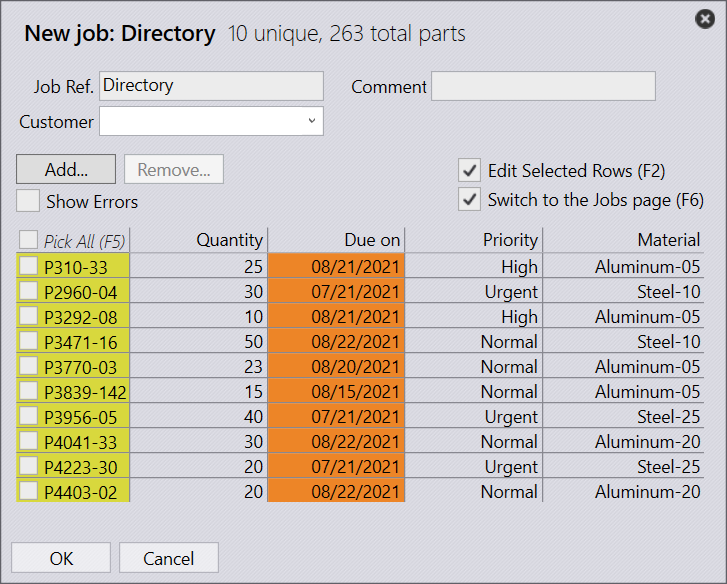 New job: Directory 10 unique, 263 total parts
Job Ref. Directory Comment
Customer
Add... Remove... Edit Selected Rows (F2)
Show Errors Switch to the Jobs page (F6)
Pick All (F5) Quantity Due on Priority Material
P310-33 25 08/21/2021 High Aluminum-05
P2960-04 30 07/21/2021 Urgent Steel-10
P3292-08 10 08/21/2021 High Aluminum-05
P3471-16 50 08/22/2021 Normal Steel-10
P3770-03 23 08/20/2021 Normal Aluminum-05
P3839-142 15 08/15/2021 Normal Aluminum-05
P3956-05 40 07/21/2021 Urgent Steel-25
P4041-33 30 08/22/2021 Normal Aluminum-20
P4223-30 20 07/21/2021 Urgent Steel-25
P4403-02 20 08/22/2021 Normal Aluminum-20
OK Cancel